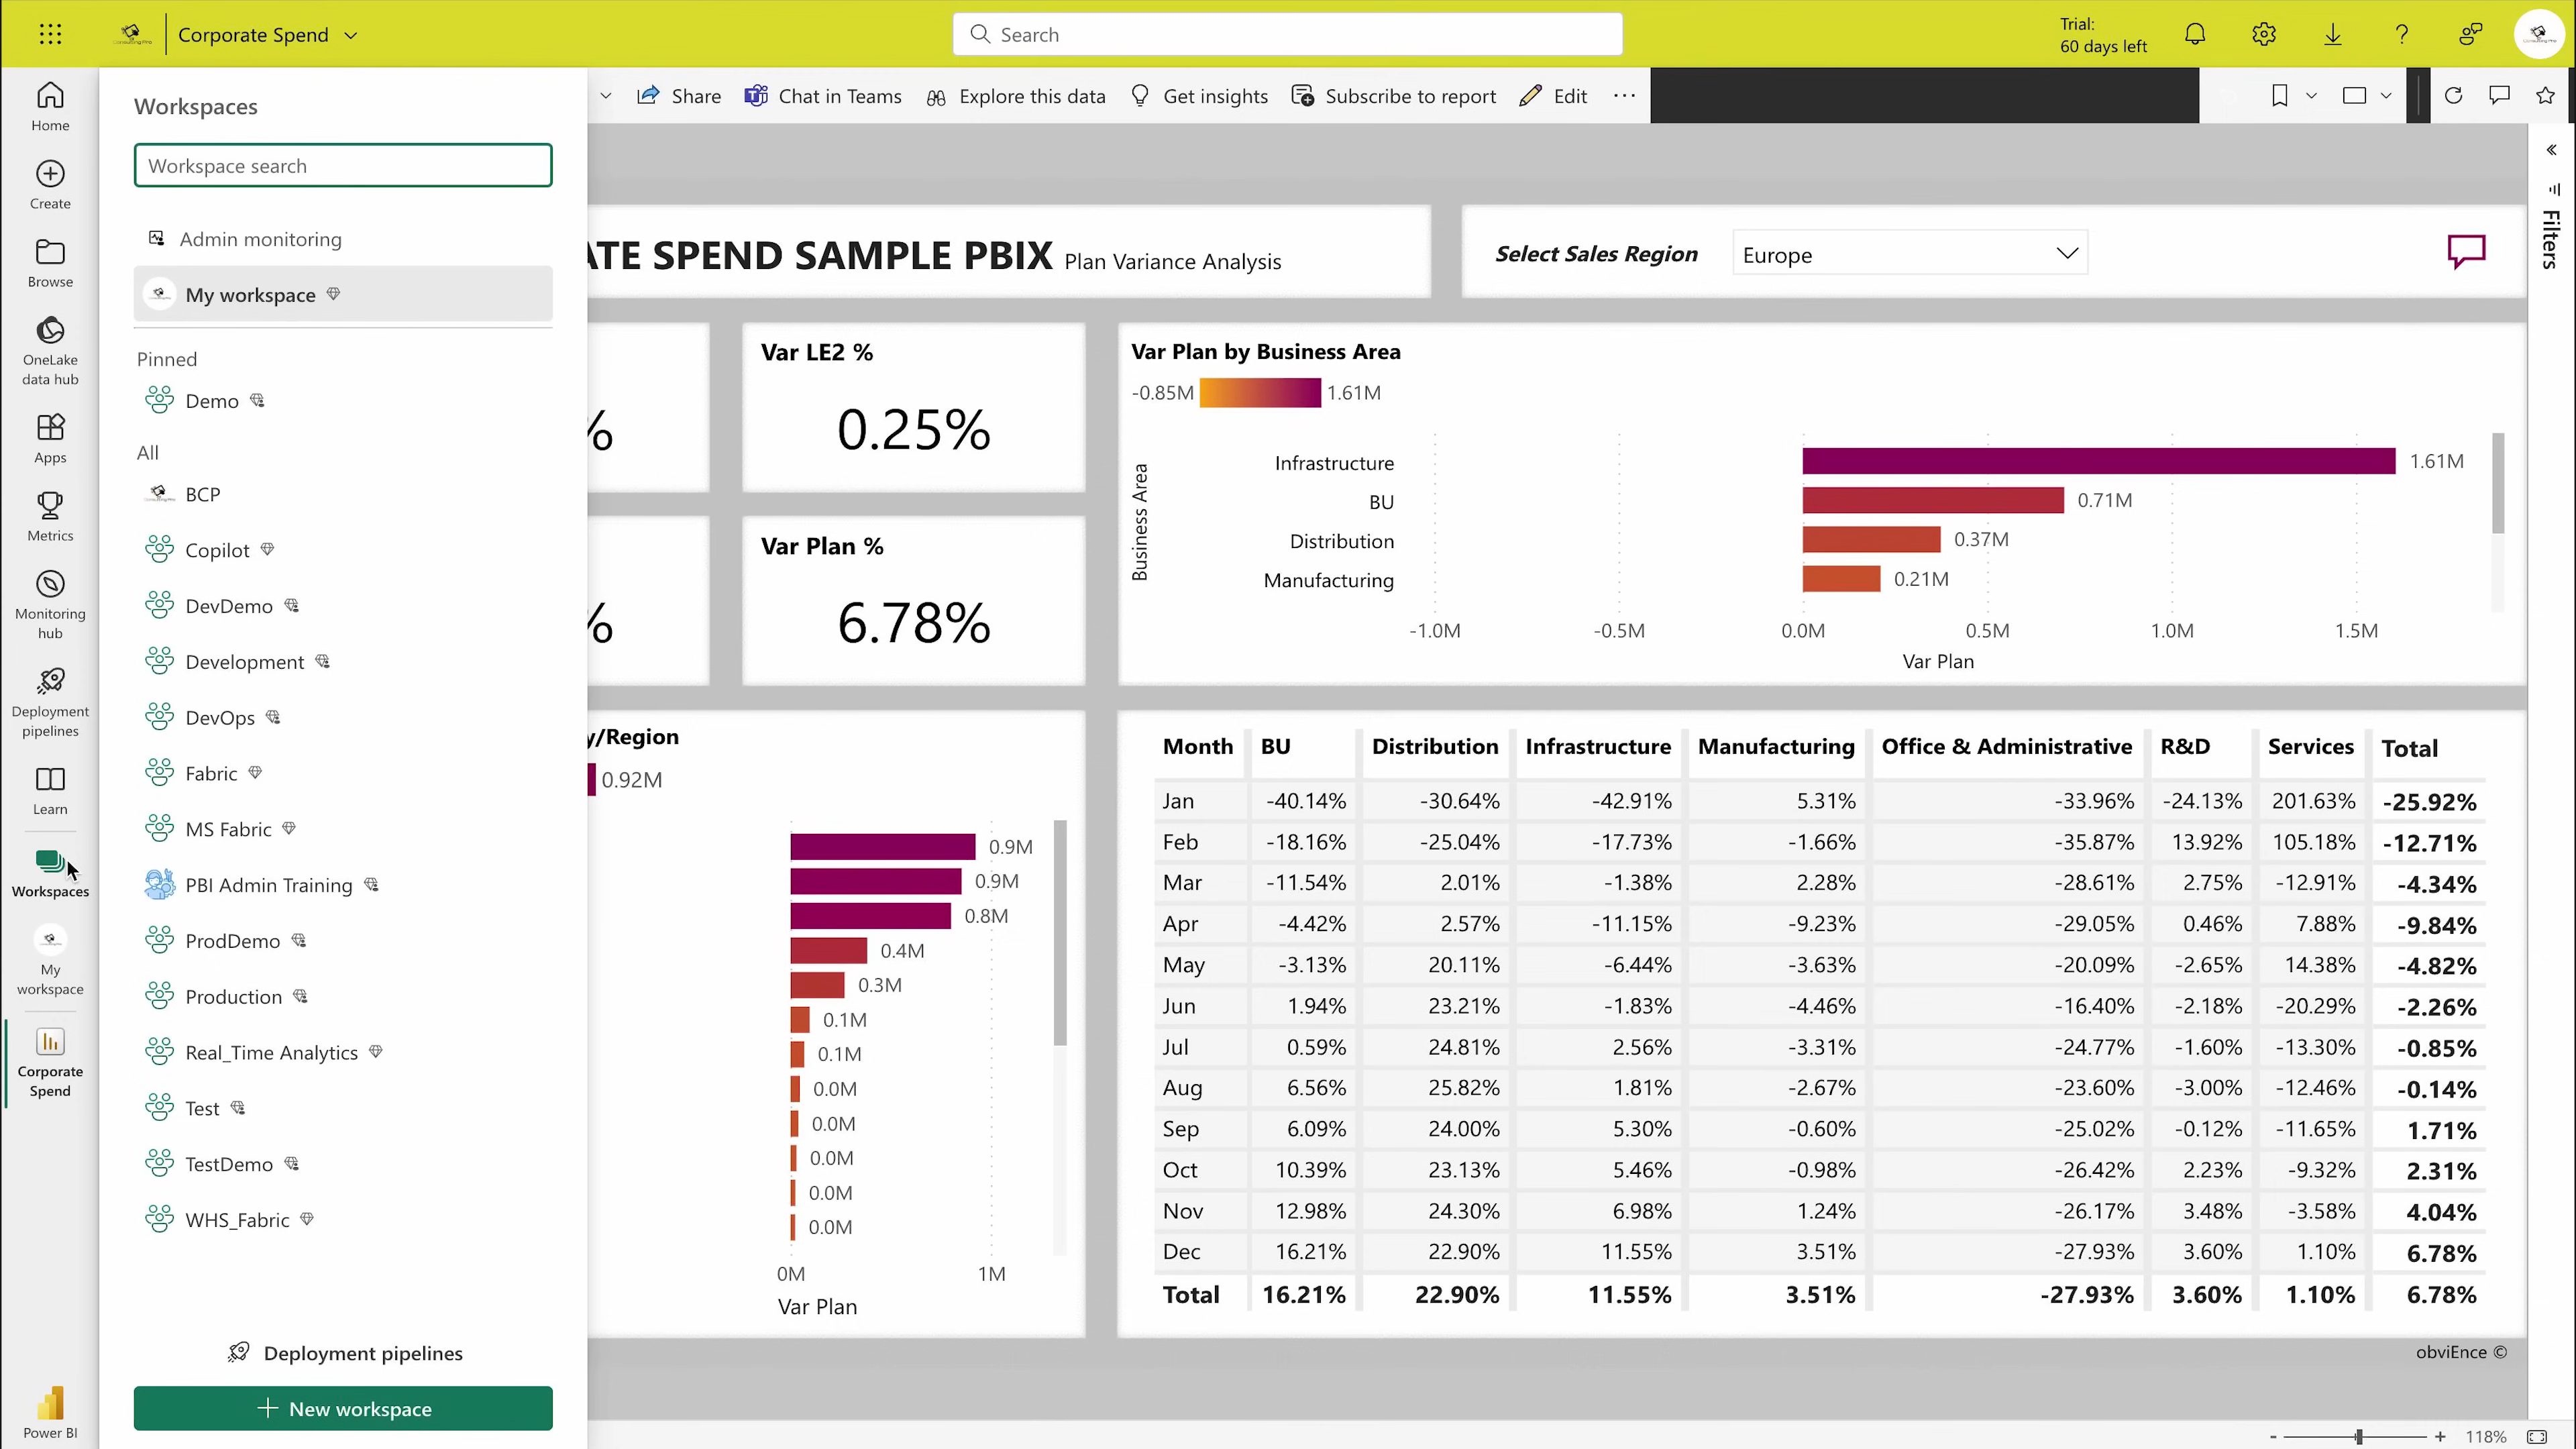 Corporate Spend
Search
Trial:
60 days left
Home
Create
Browse
OneLake
data hub
Apps
Metrics
Monitoring
hub
Deployment
pipelines
Learn
Workspaces
My
workspace
Corporate
Spend
Power BI
Workspaces
Workspace search
Admin monitoring
My workspace
Pinned
Demo
All
BCP
Copilot
DevDemo
Development
DevOps
Fabric
MS Fabric
PBI Admin Training
ProdDemo
Production
Real_Time Analytics
Test
TestDemo
WHS_Fabric
Deployment pipelines
New workspace
Share
Chat in Teams
Explore this data
Get insights
Subscribe to report
Edit
Filters
ATE SPEND SAMPLE PBIX Plan Variance Analysis
Select Sales Region
Europe
%
Var LE2 %
0.25%
%
Var Plan %
6.78%
Var Plan by Business Area
-0.85M 1.61M
Business Area
Infrastructure 1.61M
BU 0.71M
Distribution 0.37M
Manufacturing 0.21M
-1.0M -0.5M 0.0M 0.5M 1.0M 1.5M
Var Plan
y/Region
0.92M
0.9M
0.9M
0.8M
0.4M
0.3M
0.1M
0.1M
0.0M
0.0M
0.0M
0.0M
0.0M
0M 1M
Var Plan
Month BU Distribution Infrastructure Manufacturing Office & Administrative R&D Services Total
Jan -40.14% -30.64% -42.91% 5.31% -33.96% -24.13% 201.63% -25.92%
Feb -18.16% -25.04% -17.73% -1.66% -35.87% 13.92% 105.18% -12.71%
Mar -11.54% 2.01% -1.38% 2.28% -28.61% 2.75% -12.91% -4.34%
Apr -4.42% 2.57% -11.15% -9.23% -29.05% 0.46% 7.88% -9.84%
May -3.13% 20.11% -6.44% -3.63% -20.09% -2.65% 14.38% -4.82%
Jun 1.94% 23.21% -1.83% -4.46% -16.40% -2.18% -20.29% -2.26%
Jul 0.59% 24.81% 2.56% -3.31% -24.77% -1.60% -13.30% -0.85%
Aug 6.56% 25.82% 1.81% -2.67% -23.60% -3.00% -12.46% -0.14%
Sep 6.09% 24.00% 5.30% -0.60% -25.02% -0.12% -11.65% 1.71%
Oct 10.39% 23.13% 5.46% -0.98% -26.42% 2.23% -9.32% 2.31%
Nov 12.98% 24.30% 6.98% 1.24% -26.17% 3.48% -3.58% 4.04%
Dec 16.21% 22.90% 11.55% 3.51% -27.93% 3.60% 1.10% 6.78%
Total 16.21% 22.90% 11.55% 3.51% -27.93% 3.60% 1.10% 6.78%
obviEnce ©
118%